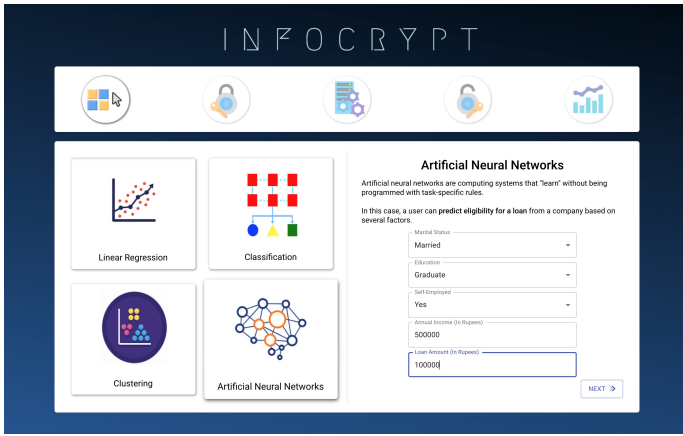 INFOCRYPT
Linear Regression
Classification
Clustering
Artificial Neural Networks
Artificial Neural Networks
Artificial neural networks are computing systems that "learn" without being
programmed with task-specific rules.
In this case, a user can predict eligibility for a loan from a company based on
several factors.
Marital Status
Married
Education
Graduate
Self-Employed
Yes
Annual Income (In Rupees)
500000
Loan Amount (In Rupees)
100000
NEXT